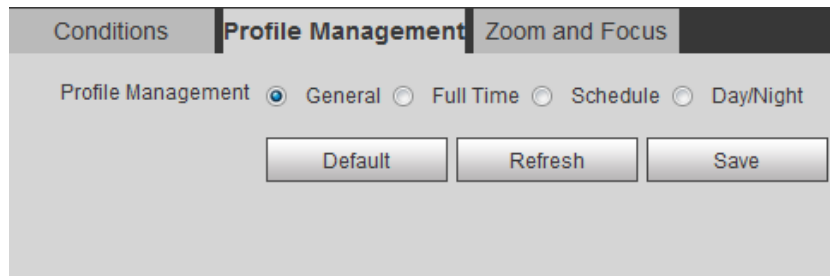 Conditions Profile Management Zoom and Focus
Profile Management General Full Time Schedule Day/Night
Default Refresh Save